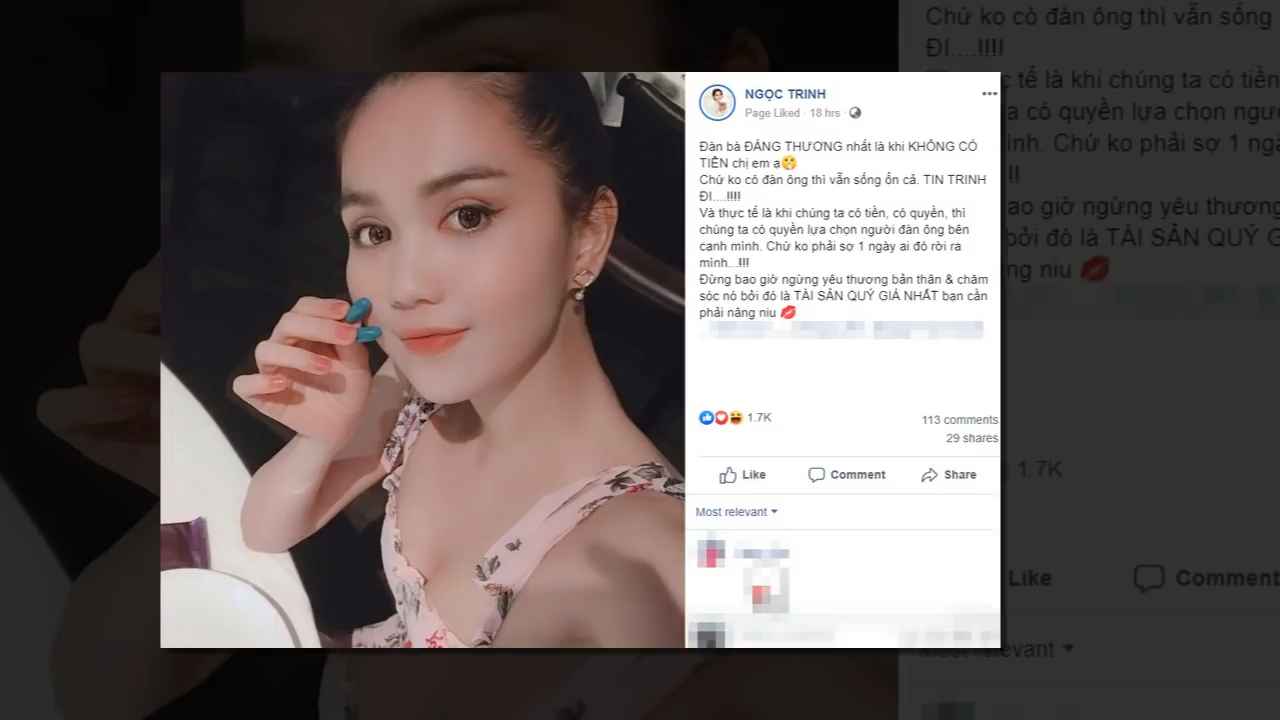 NGỌC TRINH
Page Liked · 18 hrs ·
Đàn bà ĐÁNG THƯƠNG nhất là khi KHÔNG CÓ
TIỀN chị em ạ🤫
Chứ ko có đàn ông thì vẫn sống ổn cả. TIN TRINH
ĐI....!!!!
Và thực tế là khi chúng ta có tiền, có quyền, thì
chúng ta có quyền lựa chọn người đàn ông bên
cạnh mình. Chứ ko phải sợ 1 ngày ai đó rời ra
mình...!!!
Đừng bao giờ ngừng yêu thương bản thân & chăm
sóc nó bởi đó là TÀI SẢN QUÝ GIÁ NHẤT bạn cần
phải nâng niu 💋
1.7K
113 comments
29 shares
Like Comment Share
Most relevant
Chứ ko có đàn ông thì vẫn sống
ĐI....!!!!
tế là khi chúng ta có tiền
a có quyền lựa chọn ngư
ình. Chứ ko phải sợ 1 ngà
!!
ao giờ ngừng yêu thương
bởi đó là TÀI SẢN QUÝ G
ng niu 💋
1.7K
Like Comment
relevant